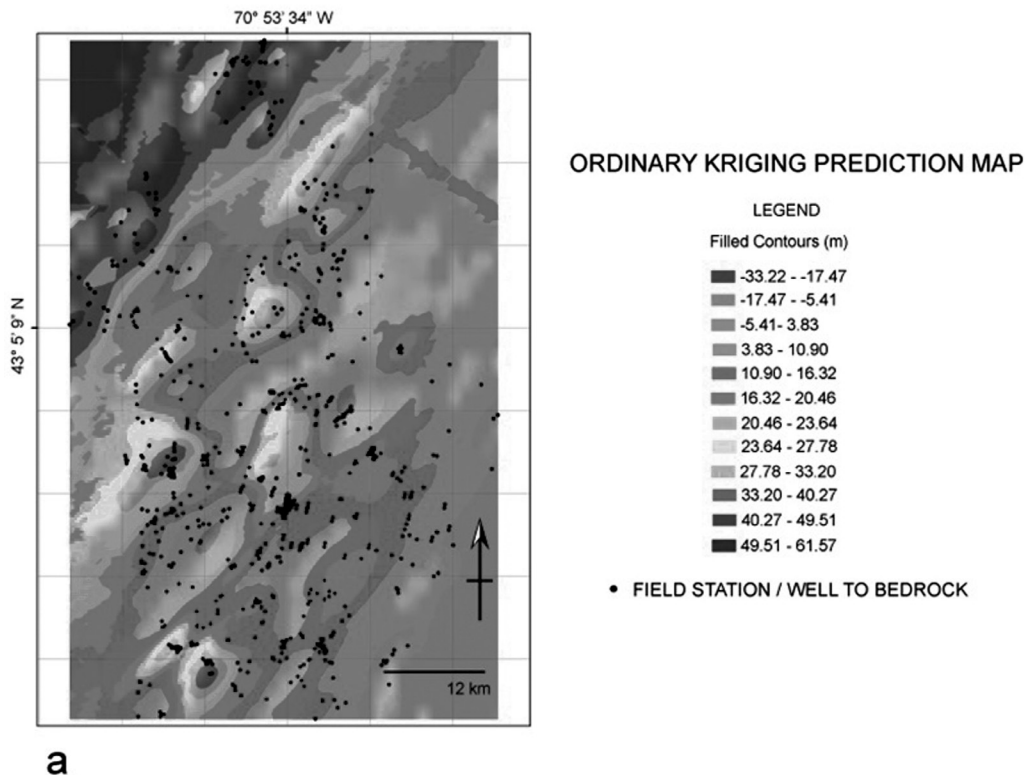 70° 53' 34" W
43° 5' 9" N
ORDINARY KRIGING PREDICTION MAP
LEGEND
Filled Contours (m)
-33.22 - -17.47
-17.47 - -5.41
-5.41- 3.83
3.83 - 10.90
10.90 - 16.32
16.32 - 20.46
20.46 - 23.64
23.64 - 27.78
27.78 - 33.20
33.20 - 40.27
40.27 - 49.51
49.51 - 61.57
FIELD STATION / WELL TO BEDROCK
12 km
a